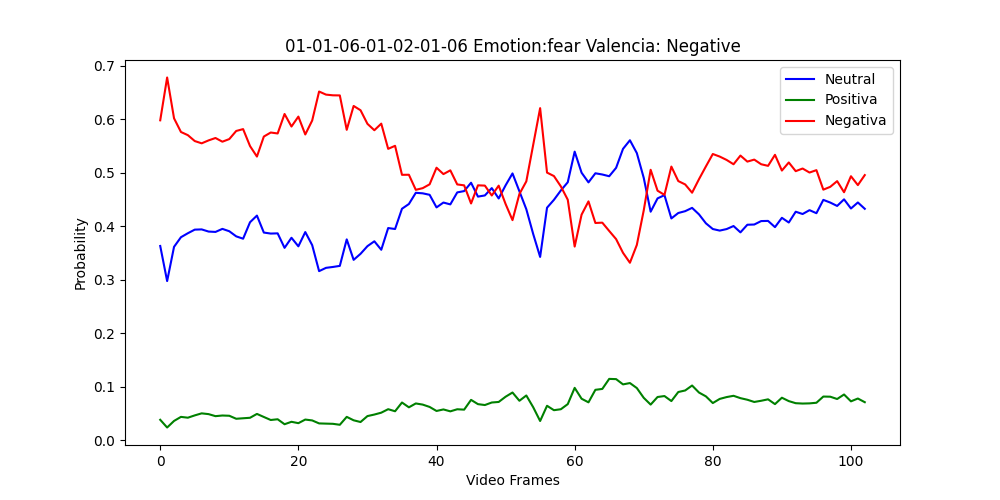 01-01-06-01-02-01-06 Emotion:fear Valencia: Negative
Neutral
Positiva
Negativa
Probability
0.7
0.6
0.5
0.4
0.3
0.2
0.1
0.0
0 20 40 60 80 100
Video Frames